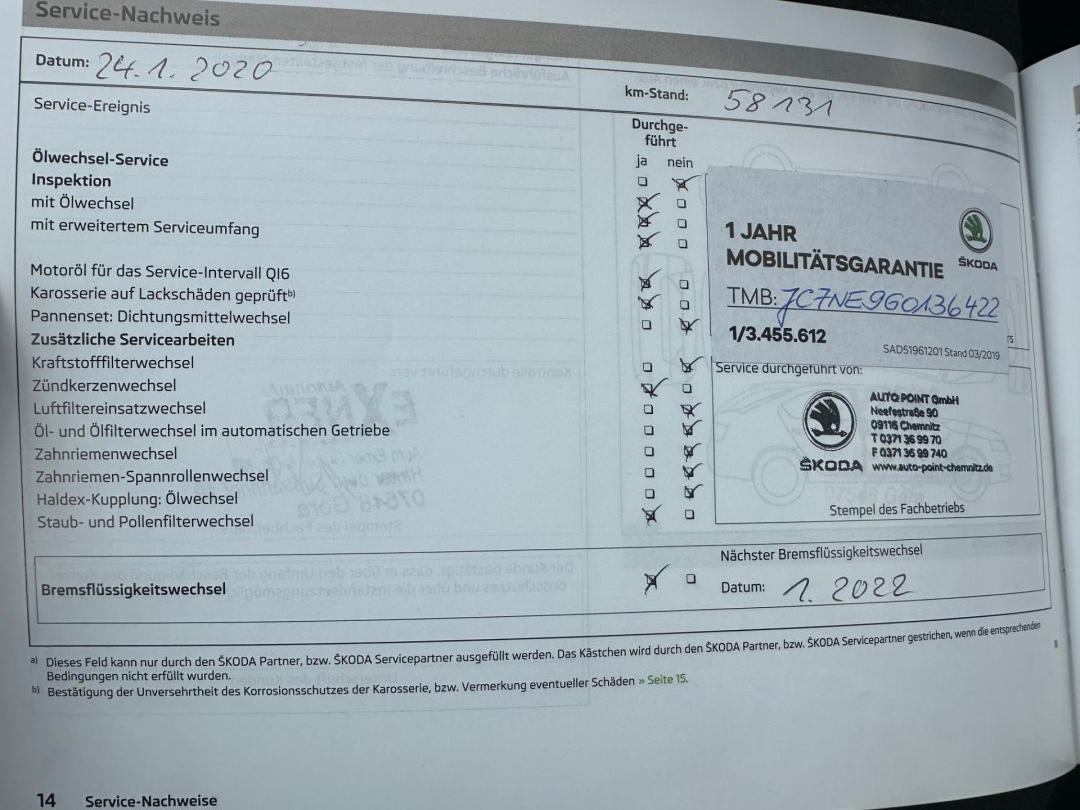 Service-Nachweis
Datum: 24.1.2020
km-Stand: 58131
Service-Ereignis
Durchge-
führt
ja nein
Ölwechsel-Service
Inspektion
mit Ölwechsel
mit erweitertem Serviceumfang
Motoröl für das Service-Intervall QI6
Karosserie auf Lackschäden geprüftb)
Pannenset: Dichtungsmittelwechsel
Zusätzliche Servicearbeiten
Kraftstofffilterwechsel
Zündkerzenwechsel
Luftfiltereinsatzwechsel
Öl- und Ölfilterwechsel im automatischen Getriebe
Zahnriemenwechsel
Zahnriemen-Spannrollenwechsel
Haldex-Kupplung: Ölwechsel
Staub- und Pollenfilterwechsel
1 JAHR
MOBILITÄTSGARANTIE
ŠKODA
TMB: JC7NE9G0136422
1/3.455.612
SAD51961201 Stand 03/2019
Service durchgeführt von:
AUTO POINT GmbH
Neefestraße 90
09116 Chemnitz
T 0371 36 99 70
F 0371 36 99 740
ŠKODA www.auto-point-chemnitz.de
Stempel des Fachbetriebs
Bremsflüssigkeitswechsel
Nächster Bremsflüssigkeitswechsel
Datum: 1.2022
a) Dieses Feld kann nur durch den ŠKODA Partner, bzw. ŠKODA Servicepartner ausgefüllt werden. Das Kästchen wird durch den ŠKODA Partner, bzw. ŠKODA Servicepartner gestrichen, wenn die entsprechenden
Bedingungen nicht erfüllt wurden.
b) Bestätigung der Unversehrtheit des Korrosionsschutzes der Karosserie, bzw. Vermerkung eventueller Schäden » Seite 15.
14 Service-Nachweise